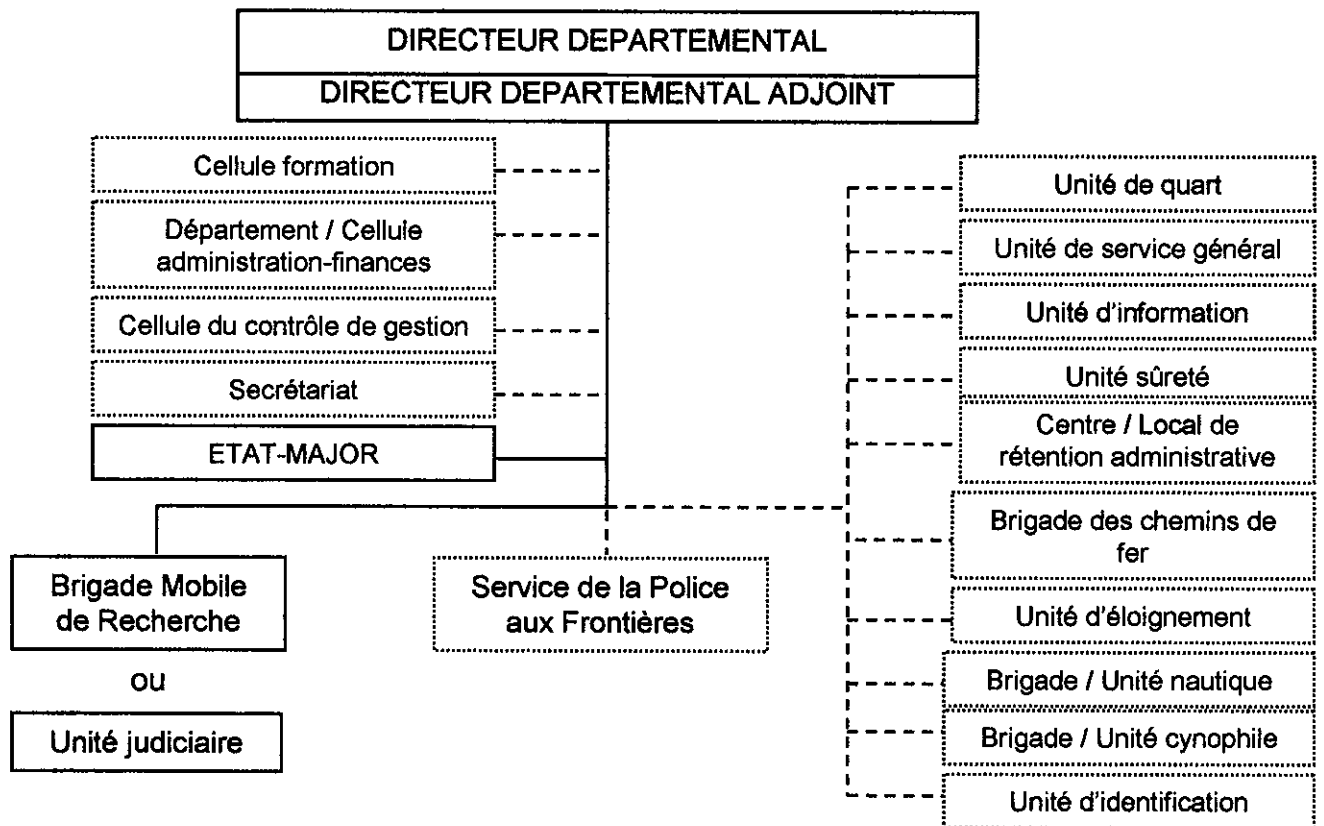 DIRECTEUR DEPARTEMENTAL
DIRECTEUR DEPARTEMENTAL ADJOINT
Cellule formation
Département / Cellule
administration-finances
Cellule du contrôle de gestion
Secrétariat
ETAT-MAJOR
Brigade Mobile
de Recherche
ou
Unité judiciaire
Service de la Police
aux Frontières
Unité de quart
Unité de service général
Unité d'information
Unité sûreté
Centre / Local de
rétention administrative
Brigade des chemins de
fer
Unité d'éloignement
Brigade / Unité nautique
Brigade / Unité cynophile
Unité d'identification